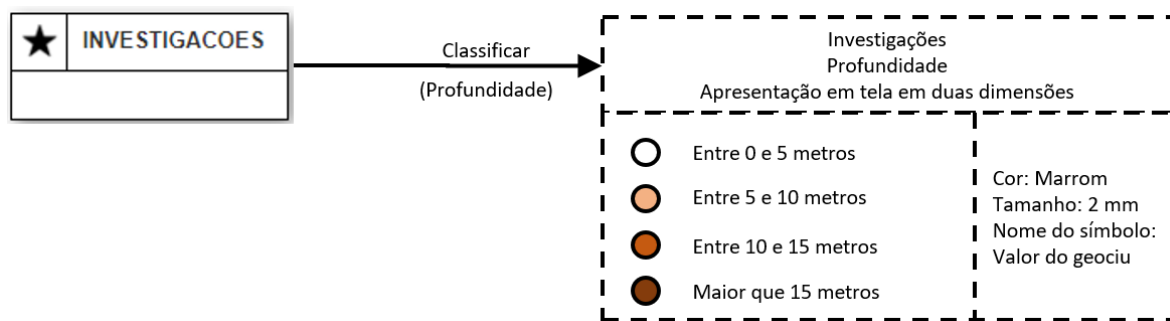 INVESTIGACOES
Classificar
(Profundidade)
Investigações
Profundidade
Apresentação em tela em duas dimensões
Entre 0 e 5 metros
Entre 5 e 10 metros
Entre 10 e 15 metros
Maior que 15 metros
Cor: Marrom
Tamanho: 2 mm
Nome do símbolo:
Valor do geociu